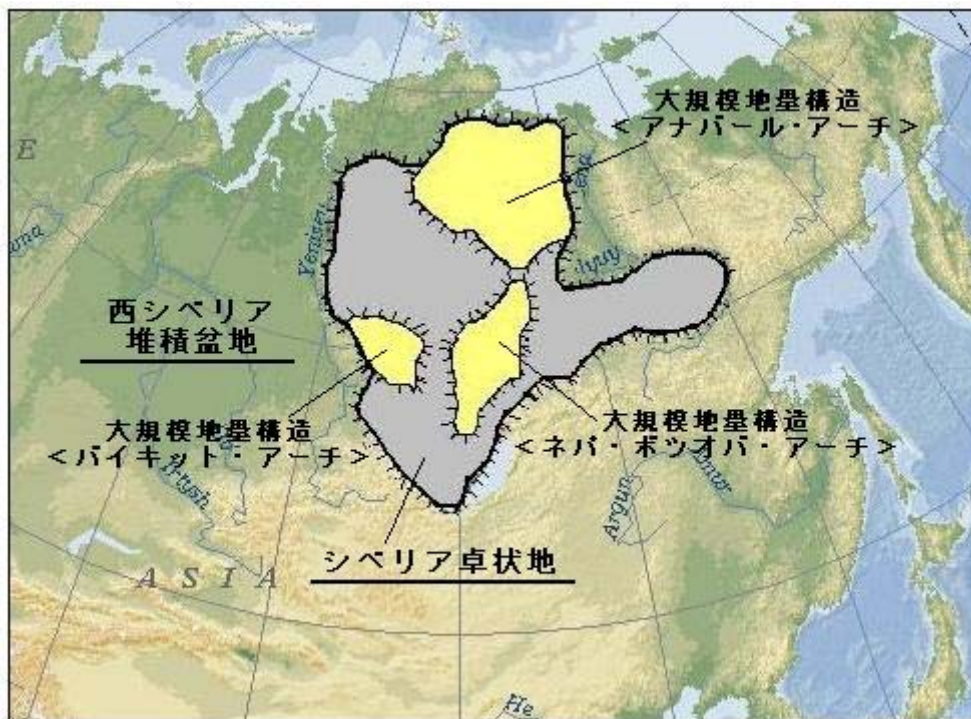 大規模地塁構造
<アナバール・アーチ>
E
Lena
Yenisey
西シベリア
堆積盆地
大規模地塁構造
<バイキット・アーチ>
大規模地塁構造
<ネパ・ボツオバ・アーチ>
Irtysh
Argun
Amur
シベリア卓状地
ASIA
He